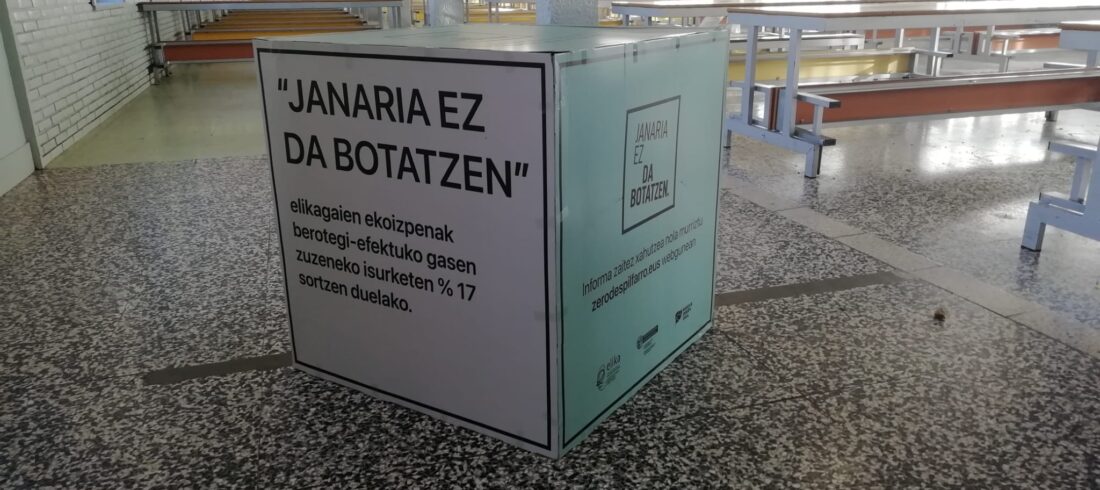 “JANARIA EZ
DA BOTATZEN”
elikagaien ekoizpenak
berotegi-efektuko gasen
zuzeneko isurketen % 17
sortzen duelako.
JANARIA
EZ
DA
BOTATZEN.
Informa zaitez xahutzea nola murriztu
zerodespilfarro.eus webgunean
elika